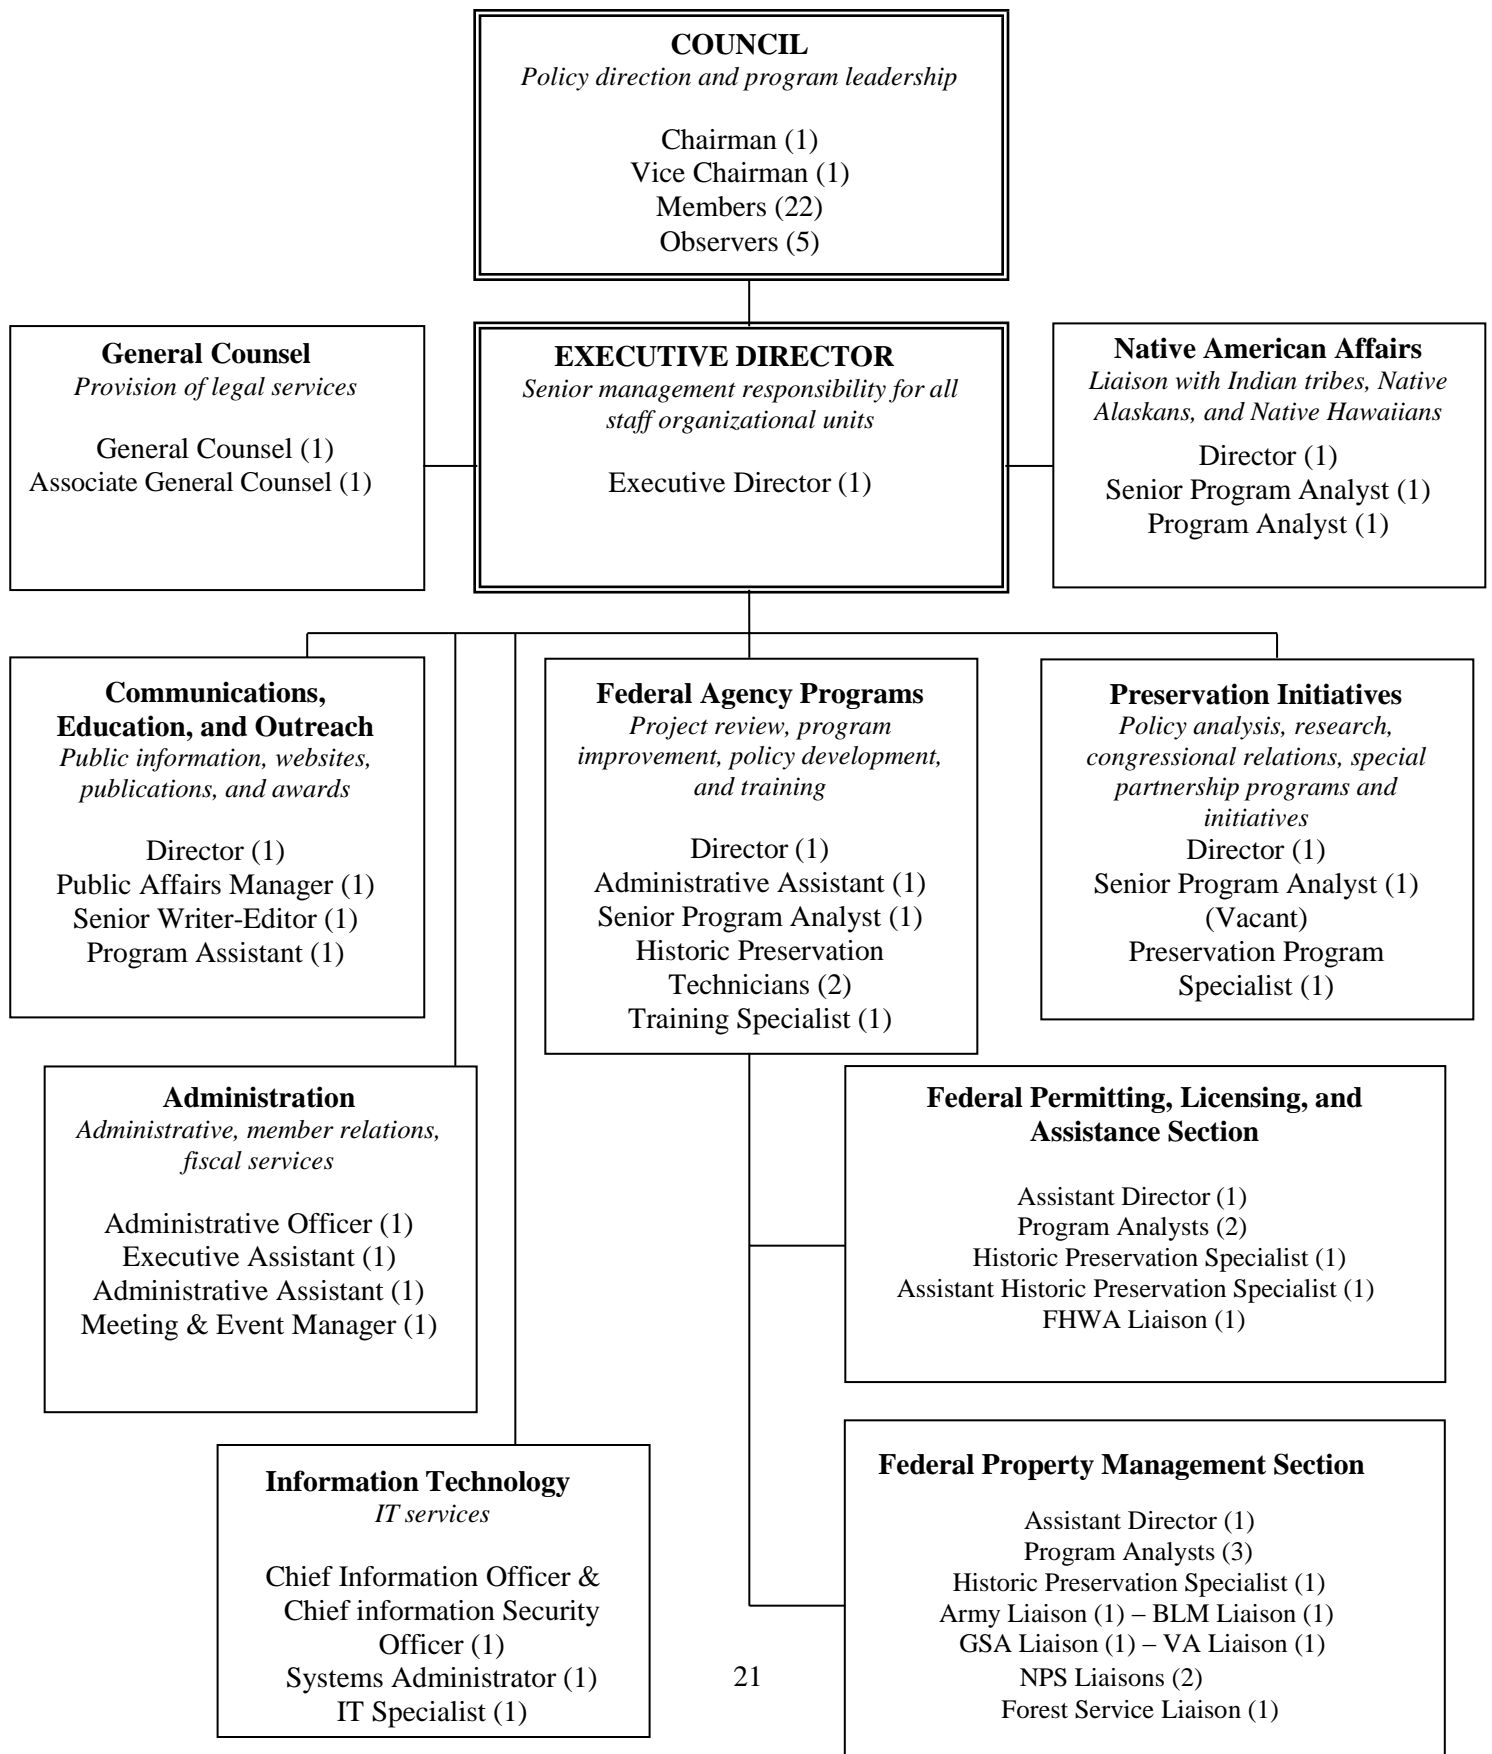 COUNCIL
Policy direction and program leadership
Chairman (1)
Vice Chairman (1)
Members (22)
Observers (5)
General Counsel
Provision of legal services
General Counsel (1)
Associate General Counsel (1)
EXECUTIVE DIRECTOR
Senior management responsibility for all
staff organizational units
Executive Director (1)
Native American Affairs
Liaison with Indian tribes, Native
Alaskans, and Native Hawaiians
Director (1)
Senior Program Analyst (1)
Program Analyst (1)
Communications,
Education, and Outreach
Public information, websites,
publications, and awards
Director (1)
Public Affairs Manager (1)
Senior Writer-Editor (1)
Program Assistant (1)
Federal Agency Programs
Project review, program
improvement, policy development,
and training
Director (1)
Administrative Assistant (1)
Senior Program Analyst (1)
Historic Preservation
Technicians (2)
Training Specialist (1)
Preservation Initiatives
Policy analysis, research,
congressional relations, special
partnership programs and
initiatives
Director (1)
Senior Program Analyst (1)
(Vacant)
Preservation Program
Specialist (1)
Administration
Administrative, member relations,
fiscal services
Administrative Officer (1)
Executive Assistant (1)
Administrative Assistant (1)
Meeting & Event Manager (1)
Federal Permitting, Licensing, and
Assistance Section
Assistant Director (1)
Program Analysts (2)
Historic Preservation Specialist (1)
Assistant Historic Preservation Specialist (1)
FHWA Liaison (1)
Information Technology
IT services
Chief Information Officer &
Chief information Security
Officer (1)
Systems Administrator (1)
IT Specialist (1)
Federal Property Management Section
Assistant Director (1)
Program Analysts (3)
Historic Preservation Specialist (1)
Army Liaison (1) – BLM Liaison (1)
GSA Liaison (1) – VA Liaison (1)
NPS Liaisons (2)
Forest Service Liaison (1)
21